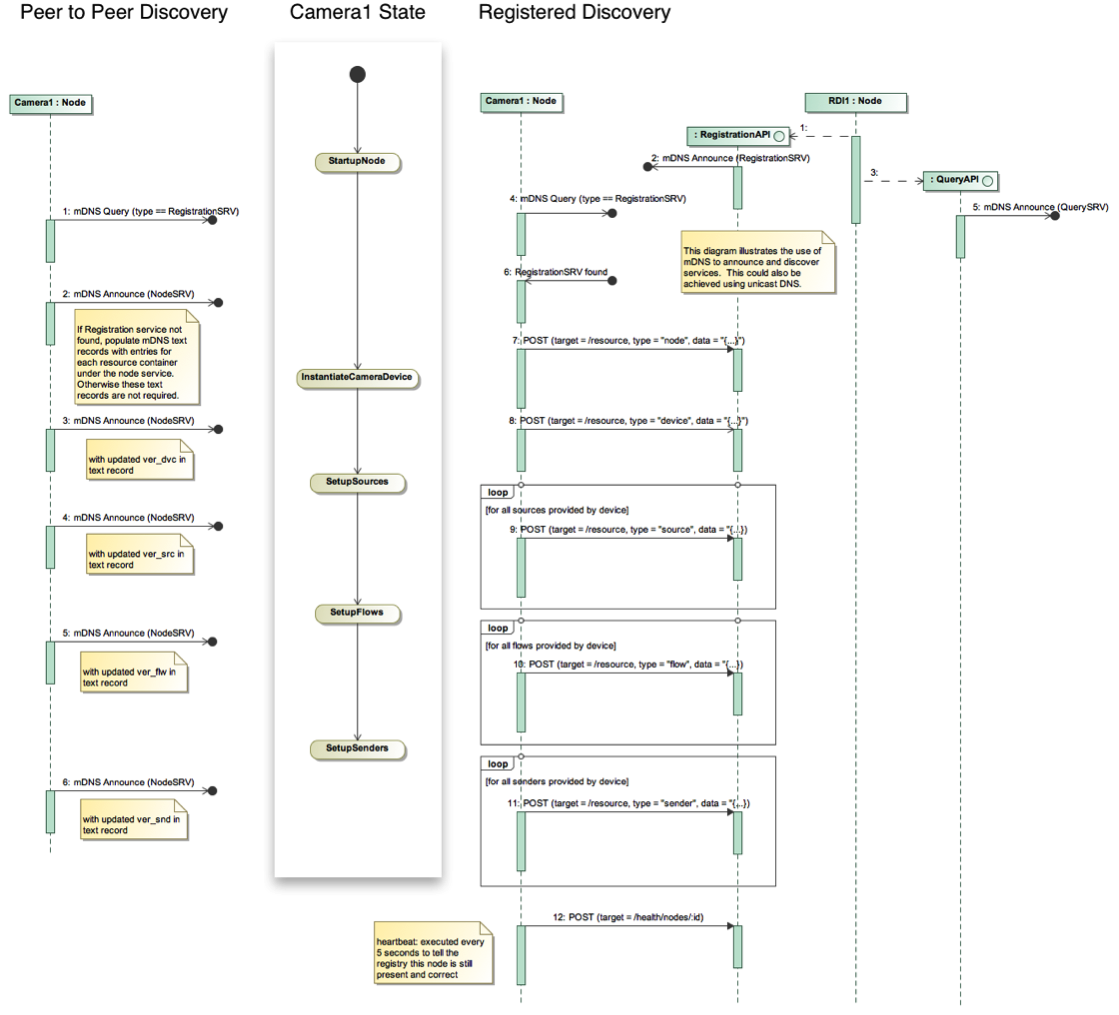 Peer to Peer Discovery
Camera1 : Node
1: mDNS Query (type == RegistrationSRV)
2: mDNS Announce (NodeSRV)
If Registration service not
found, populate mDNS text
records with entries for
each resource container
under the node service.
Otherwise these text
records are not required.
3: mDNS Announce (NodeSRV)
with updated ver_dvc in
text record
4: mDNS Announce (NodeSRV)
with updated ver_src in
text record
5: mDNS Announce (NodeSRV)
with updated ver_flw in
text record
6: mDNS Announce (NodeSRV)
with updated ver_snd in
text record
Camera1 State
StartupNode
InstantiateCameraDevice
SetupSources
SetupFlows
SetupSenders
Registered Discovery
Camera1 : Node
RDI1 : Node
: RegistrationAPI
1:
2: mDNS Announce (RegistrationSRV)
3:
: QueryAPI
4: mDNS Query (type == RegistrationSRV)
5: mDNS Announce (QuerySRV)
This diagram illustrates the use of
mDNS to announce and discover
services. This could also be
achieved using unicast DNS.
6: RegistrationSRV found
7: POST (target = /resource, type = "node", data = "{...}")
8: POST (target = /resource, type = "device", data = "{...}")
loop
[for all sources provided by device]
9: POST (target = /resource, type = "source", data = "{...})
loop
[for all flows provided by device]
10: POST (target = /resource, type = "flow", data = "{...})
loop
[for all senders provided by device]
11: POST (target = /resource, type = "sender", data = "{...})
12: POST (target = /health/nodes/:id)
heartbeat: executed every
5 seconds to tell the
registry this node is still
present and correct